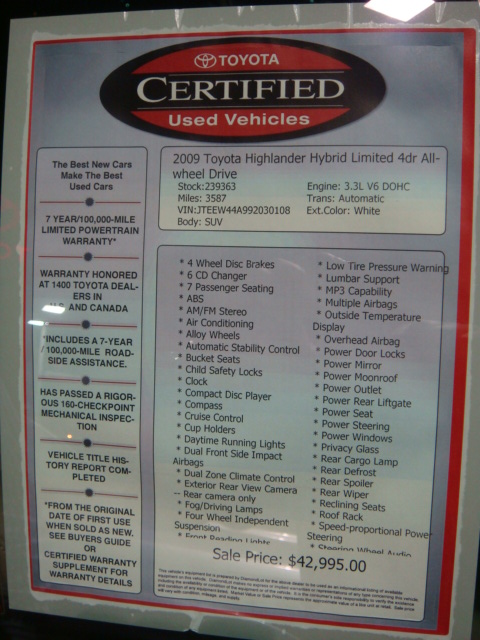 TOYOTA
CERTIFIED
Used Vehicles
The Best New Cars
Make The Best
Used Cars
7 YEAR/100,000-MILE
LIMITED POWERTRAIN
WARRANTY*
WARRANTY HONORED
AT 1400 TOYOTA DEAL-
ERS IN
U.S. AND CANADA
*INCLUDES A 7-YEAR
/ 100,000-MILE ROAD-
SIDE ASSISTANCE.
HAS PASSED A RIGOR-
OUS 160-CHECKPOINT
MECHANICAL INSPEC-
TION
VEHICLE TITLE HIS-
TORY REPORT COM-
PLETED
*FROM THE ORIGINAL
DATE OF FIRST USE
WHEN SOLD AS NEW.
SEE BUYERS GUIDE
OR
CERTIFIED WARRANTY
SUPPLEMENT FOR
WARRANTY DETAILS
2009 Toyota Highlander Hybrid Limited 4dr All-
wheel Drive
Stock:239363
Miles: 3587
VIN:JTEEW44A992030108
Body: SUV
Engine: 3.3L V6 DOHC
Trans: Automatic
Ext.Color: White
* 4 Wheel Disc Brakes
* 6 CD Changer
* 7 Passenger Seating
* ABS
* AM/FM Stereo
* Air Conditioning
* Alloy Wheels
* Automatic Stability Control
* Bucket Seats
* Child Safety Locks
* Clock
* Compact Disc Player
* Compass
* Cruise Control
* Cup Holders
* Daytime Running Lights
* Dual Front Side Impact
Airbags
* Dual Zone Climate Control
* Exterior Rear View Camera
-- Rear camera only
* Fog/Driving Lamps
* Four Wheel Independent
Suspension
* Front Reading Lights
* Low Tire Pressure Warning
* Lumbar Support
* MP3 Capability
* Multiple Airbags
* Outside Temperature
Display
* Overhead Airbag
* Power Door Locks
* Power Mirror
* Power Moonroof
* Power Outlet
* Power Rear Liftgate
* Power Seat
* Power Steering
* Power Windows
* Privacy Glass
* Rear Cargo Lamp
* Rear Defrost
* Rear Spoiler
* Rear Wiper
* Reclining Seats
* Roof Rack
* Speed-proportional Power
Steering
* Steering Wheel Audio
Sale Price: $42,995.00